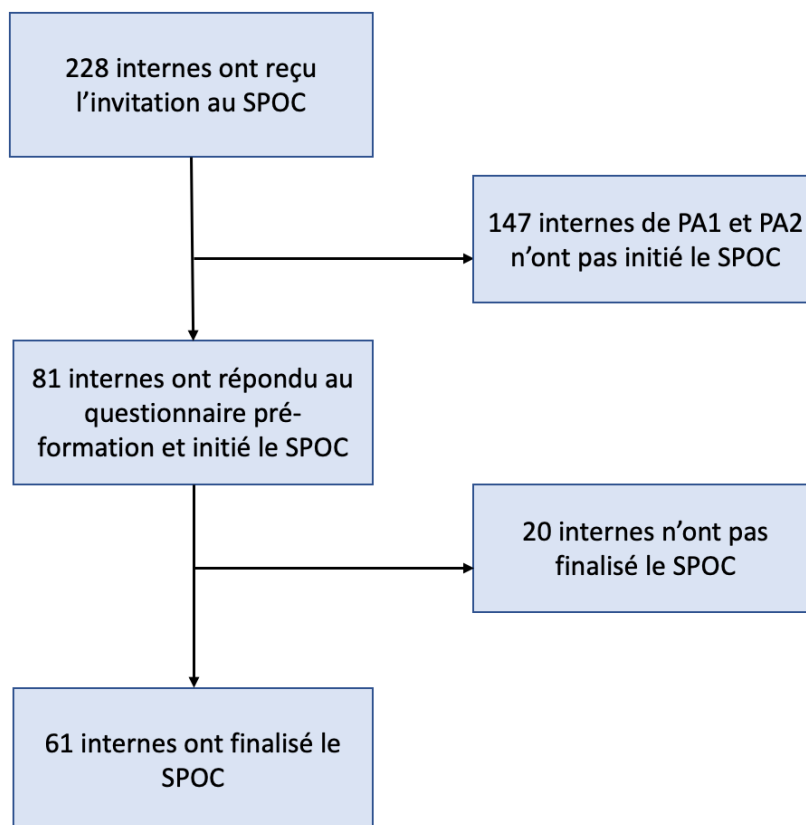 228 internes ont reçu
l’invitation au SPOC
147 internes de PA1 et PA2
n’ont pas initié le SPOC
81 internes ont répondu au
questionnaire pré-
formation et initié le SPOC
20 internes n’ont pas
finalisé le SPOC
61 internes ont finalisé le
SPOC